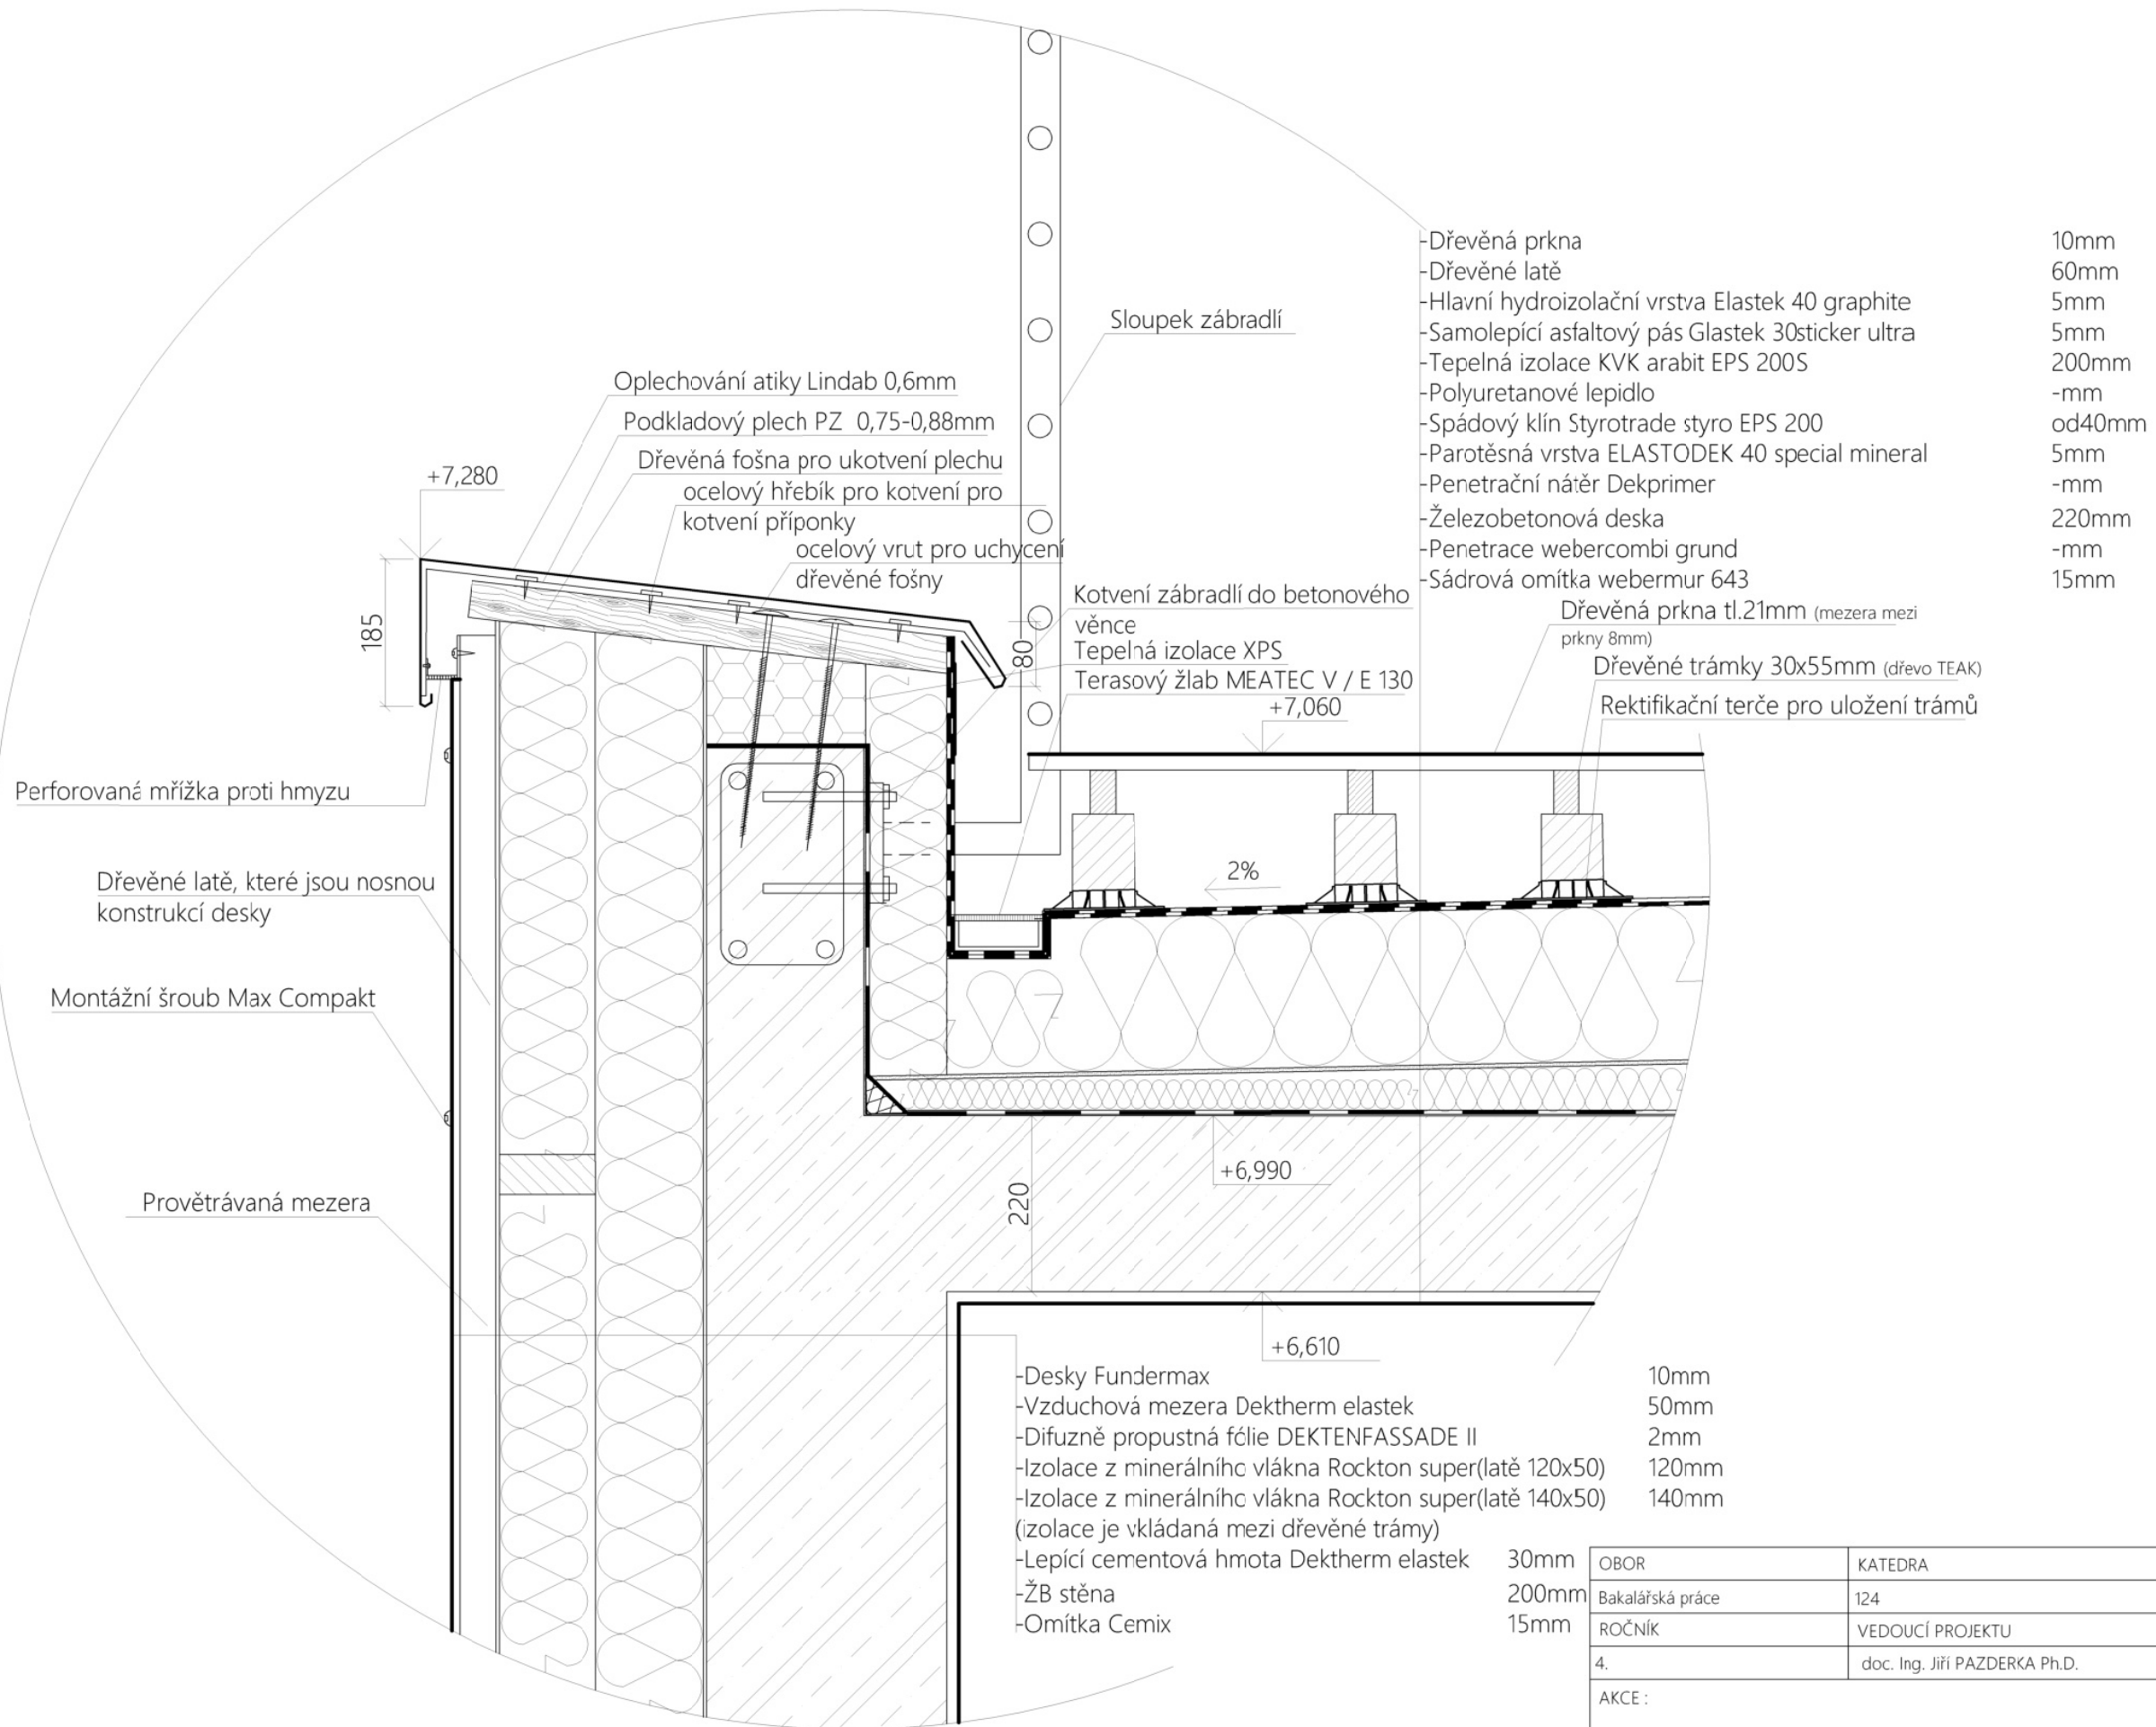 -Dřevěná prkna 10mm
-Dřevěné latě 60mm
-Hlavní hydroizolační vrstva Elastek 40 graphite 5mm
-Samolepící asfaltový pás Glastek 30sticker ultra 5mm
-Tepelná izolace KVK arabit EPS 200S 200mm
-Polyuretanové lepidlo -mm
-Spádový klín Styrotrade styro EPS 200 od40mm
-Parotěsná vrstva ELASTODEK 40 special mineral 5mm
-Penetrační nátěr Dekprimer -mm
-Železobetonová deska 220mm
-Penetrace webercombi grund -mm
-Sádrová omítka webermur 643 15mm
Sloupek zábradlí
Oplechování atiky Lindab 0,6mm
Podkladový plech PZ 0,75-0,88mm
Dřevěná fošna pro ukotvení plechu
ocelový hřebík pro kotvení pro
kotvení příponky
ocelový vrut pro uchycení
dřevěné fošny
+7,280
185
80
Kotvení zábradlí do betonového
věnce
Tepelná izolace XPS
Terasový žlab MEATEC V / E 130
+7,060
Dřevěná prkna tl.21mm (mezera mezi
prkny 8mm)
Dřevěné trámky 30x55mm (dřevo TEAK)
Rektifikační terče pro uložení trámů
Perforovaná mřížka proti hmyzu
Dřevěné latě, které jsou nosnou
konstrukcí desky
2%
Montážní šroub Max Compakt
Provětrávaná mezera
+6,990
220
+6,610
-Desky Fundermax 10mm
-Vzduchová mezera Dektherm elastek 50mm
-Difuzně propustná fólie DEKTENFASSADE II 2mm
-Izolace z minerálního vlákna Rockton super(latě 120x50) 120mm
-Izolace z minerálního vlákna Rockton super(latě 140x50) 140mm
(izolace je vkládaná mezi dřevěné trámy)
-Lepící cementová hmota Dektherm elastek 30mm
-ŽB stěna 200mm
-Omítka Cemix 15mm
OBOR KATEDRA
Bakalářská práce 124
ROČNÍK VEDOUCÍ PROJEKTU
4. doc. Ing. Jiří PAZDERKA Ph.D.
AKCE :